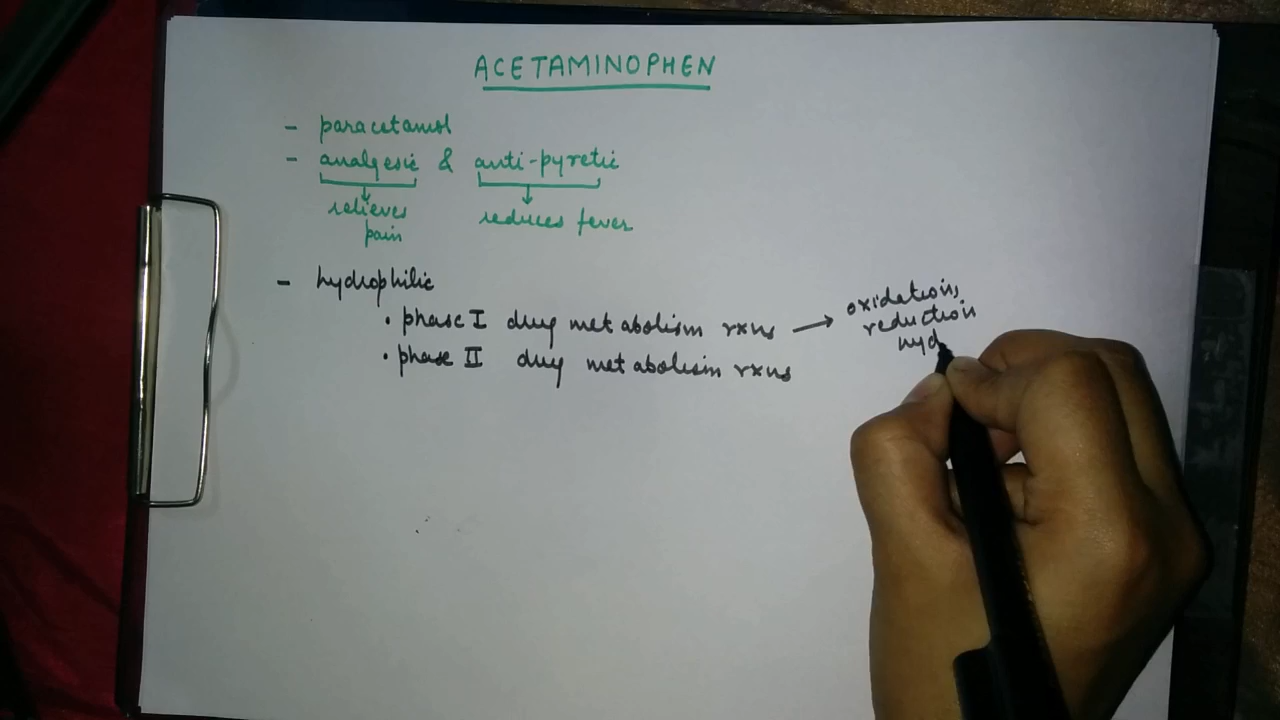 ACETAMINOPHEN
- paracetamol
- analgesic & anti-pyretic
relieves pain
reduces fever
- hydrophilic
• phase I drug metabolism rxns → oxidation,
reduction
hyd
• phase II drug metabolism rxns